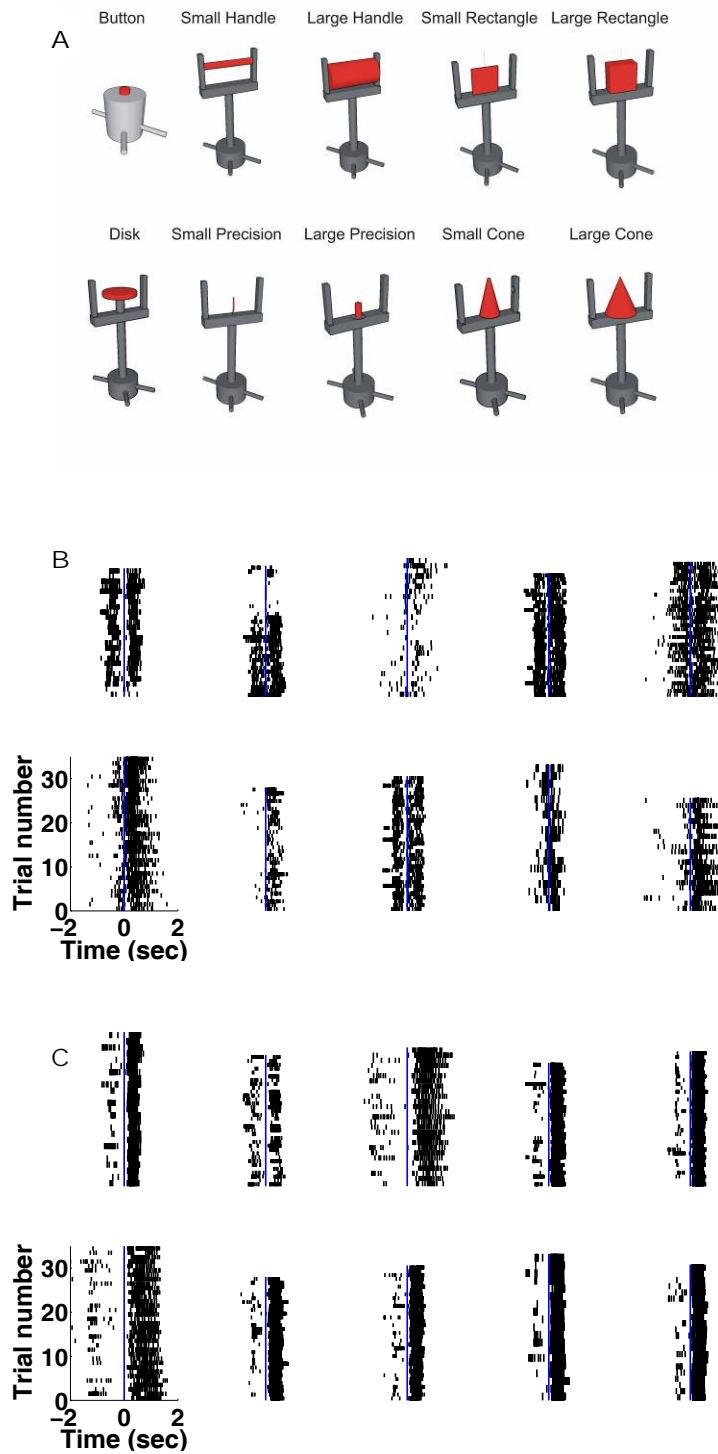 A
Button Small Handle Large Handle Small Rectangle Large Rectangle
Disk Small Precision Large Precision Small Cone Large Cone
B
Trial number
30
20
10
0
−2 0 2
Time (sec)
C
Trial number
30
20
10
0
−2 0 2
Time (sec)